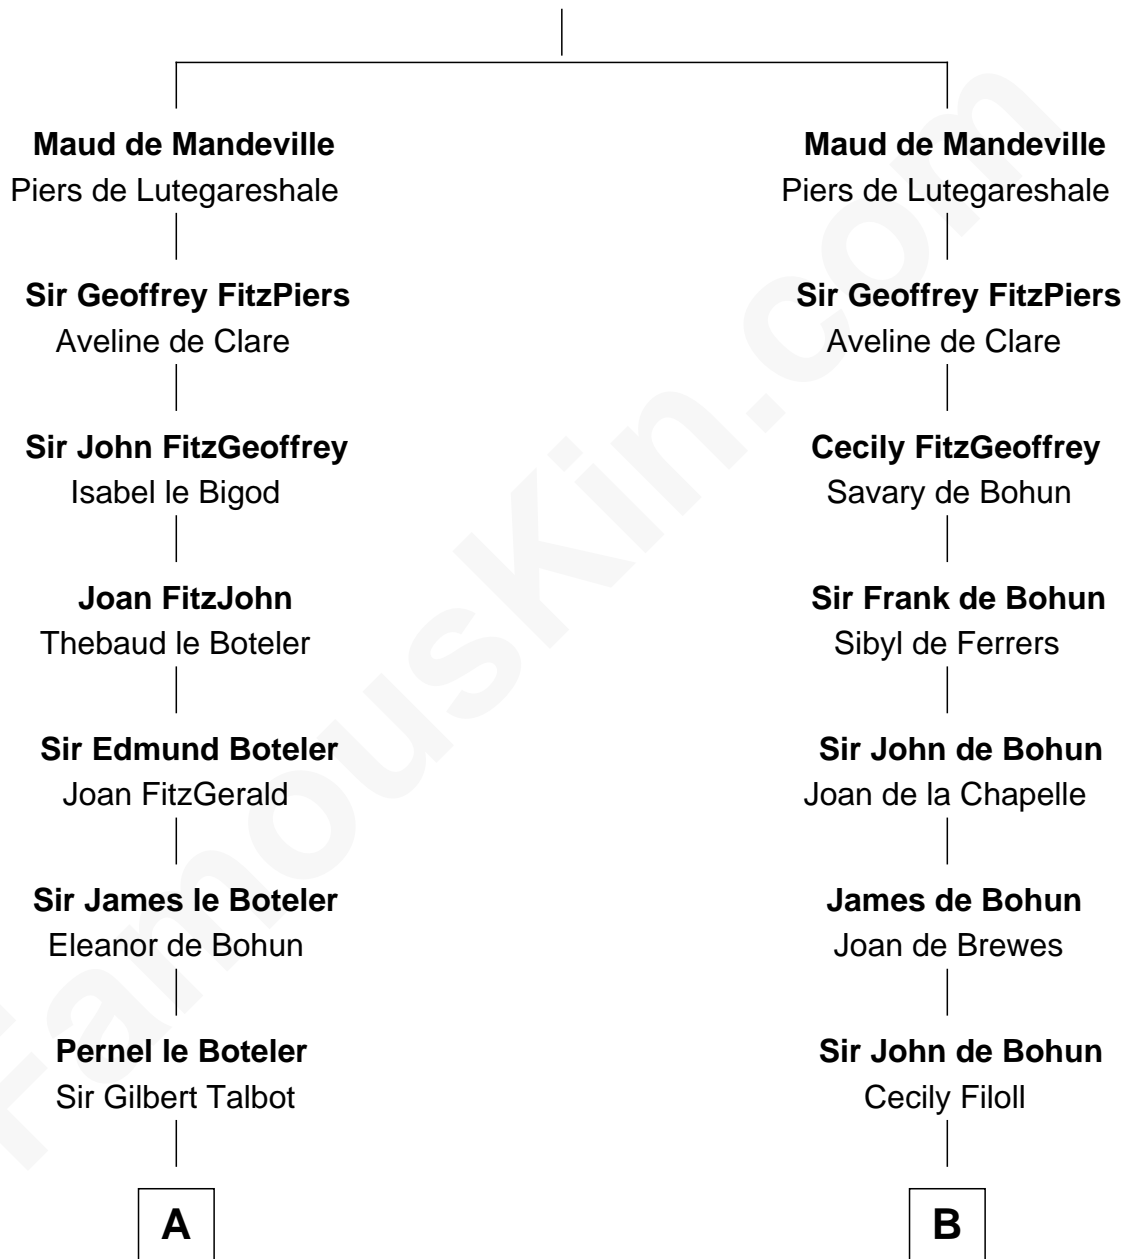 Maud de Mandeville
Piers de Lutegareshale
Sir Geoffrey FitzPiers
Aveline de Clare
Sir John FitzGeoffrey
Isabel le Bigod
Joan FitzJohn
Thebaud le Boteler
Sir Edmund Boteler
Joan FitzGerald
Sir James le Boteler
Eleanor de Bohun
Pernel le Boteler
Sir Gilbert Talbot
A
Maud de Mandeville
Piers de Lutegareshale
Sir Geoffrey FitzPiers
Aveline de Clare
Cecily FitzGeoffrey
Savary de Bohun
Sir Frank de Bohun
Sibyl de Ferrers
Sir John de Bohun
Joan de la Chapelle
James de Bohun
Joan de Brewes
Sir John de Bohun
Cecily Filoll
B
FamousKin.com